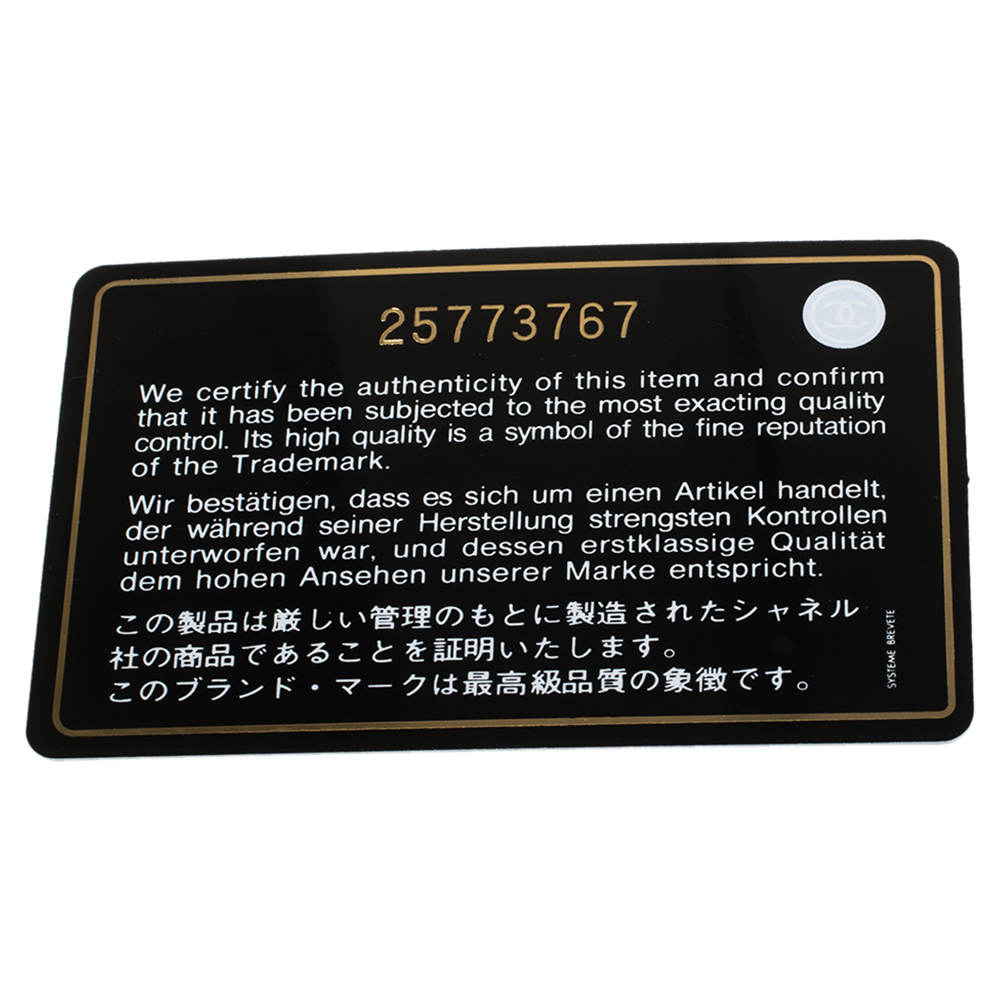 25773767
We certify the authenticity of this item and confirm
that it has been subjected to the most exacting quality
control. Its high quality is a symbol of the fine reputation
of the Trademark.
Wir bestätigen, dass es sich um einen Artikel handelt,
der während seiner Herstellung strengsten Kontrollen
unterworfen war, und dessen erstklassige Qualität
dem hohen Ansehen unserer Marke entspricht.
この製品は厳しい管理のもとに製造されたシャネル
社の商品であることを証明いたします。
このブランド・マークは最高級品質の象徴です。
SYSTEME BREVETE